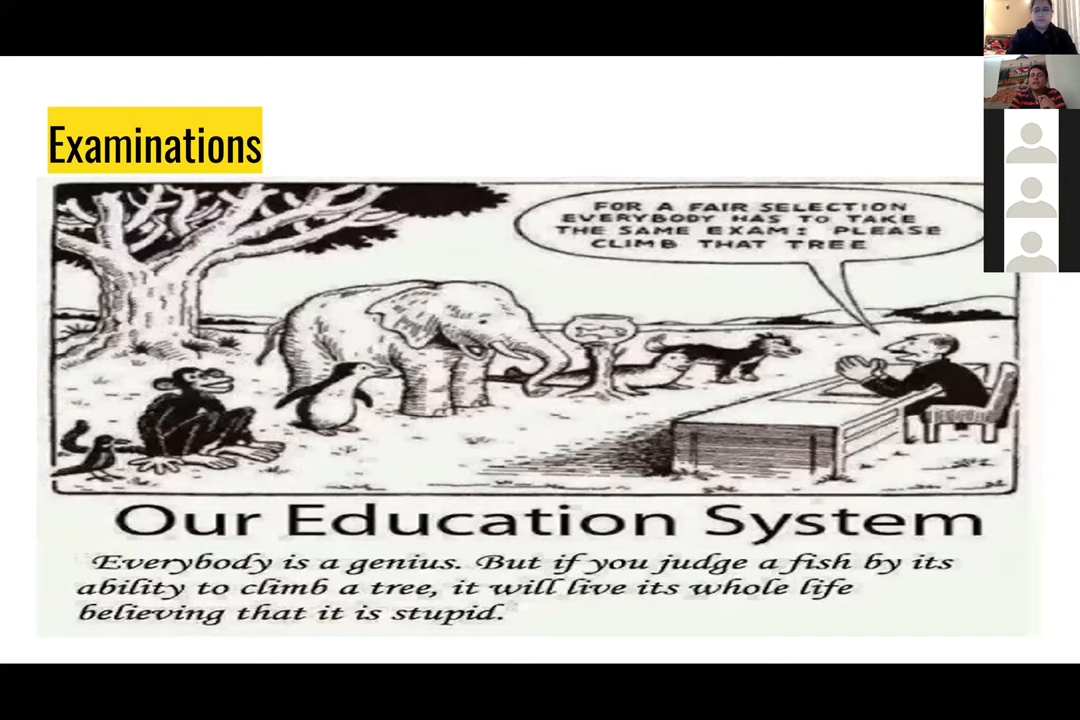 Examinations
FOR A FAIR SELECTION
EVERYBODY HAS TO TAKE
THE SAME EXAM: PLEASE
CLIMB THAT TREE
Our Education System
Everybody is a genius. But if you judge a fish by its
ability to climb a tree, it will live its whole life
believing that it is stupid.